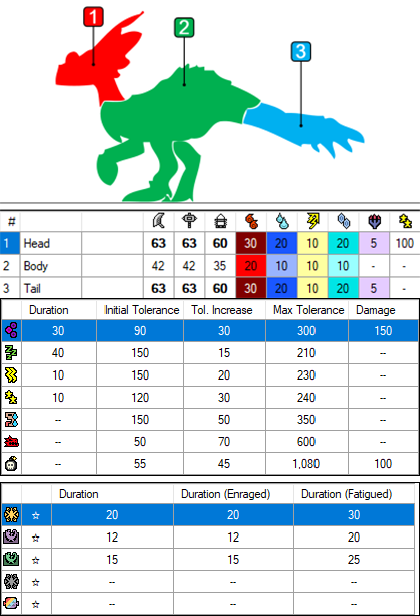 1
2
3
#
1 Head 63 63 60 30 20 10 20 5 100
2 Body 42 42 35 20 10 10 10 - -
3 Tail 63 63 60 30 20 10 20 5 -
Duration Initial Tolerance Tol. Increase Max Tolerance Damage
30 90 30 300 150
40 150 15 210 --
10 150 20 230 --
10 120 30 240 --
-- 150 50 350 --
-- 50 70 600 --
-- 55 45 1,080 100
Duration Duration (Enraged) Duration (Fatigued)
☆ 20 20 30
☆ 12 12 20
☆ 15 15 25
☆ -- -- --
☆ -- -- --